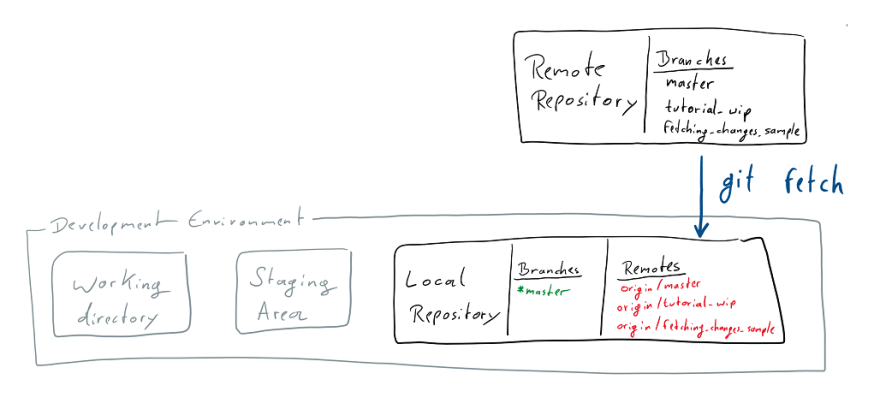 Remote
Repository
Branches
master
tutorial_wip
fetching_changes_sample
git fetch
Development Environment
Working
directory
Staging
Area
Local
Repository
Branches
*master
Remotes
origin/master
origin/tutorial_wip
origin/fetching_changes_sample